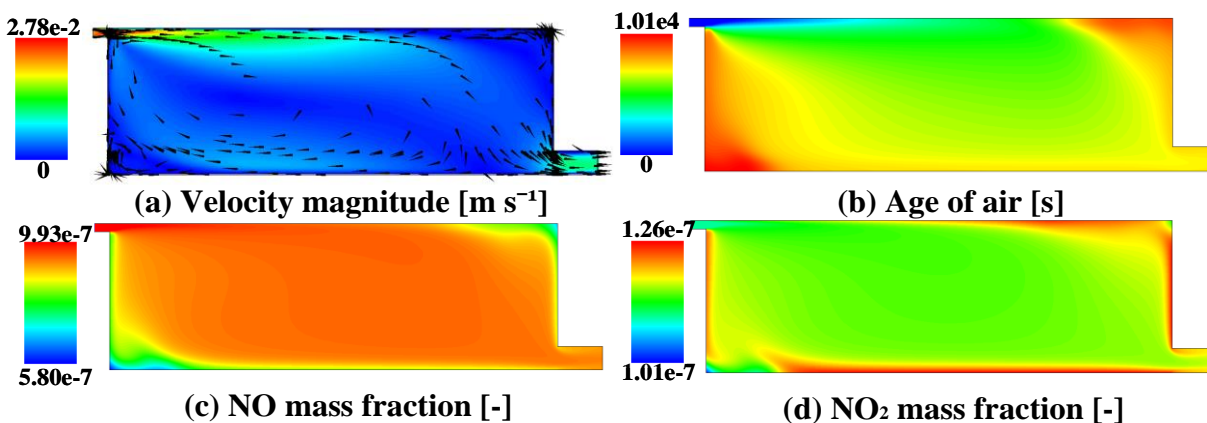 2.78e-2
0
(a) Velocity magnitude [m s⁻¹]
1.01e4
0
(b) Age of air [s]
9.93e-7
5.80e-7
(c) NO mass fraction [-]
1.26e-7
1.01e-7
(d) NO₂ mass fraction [-]